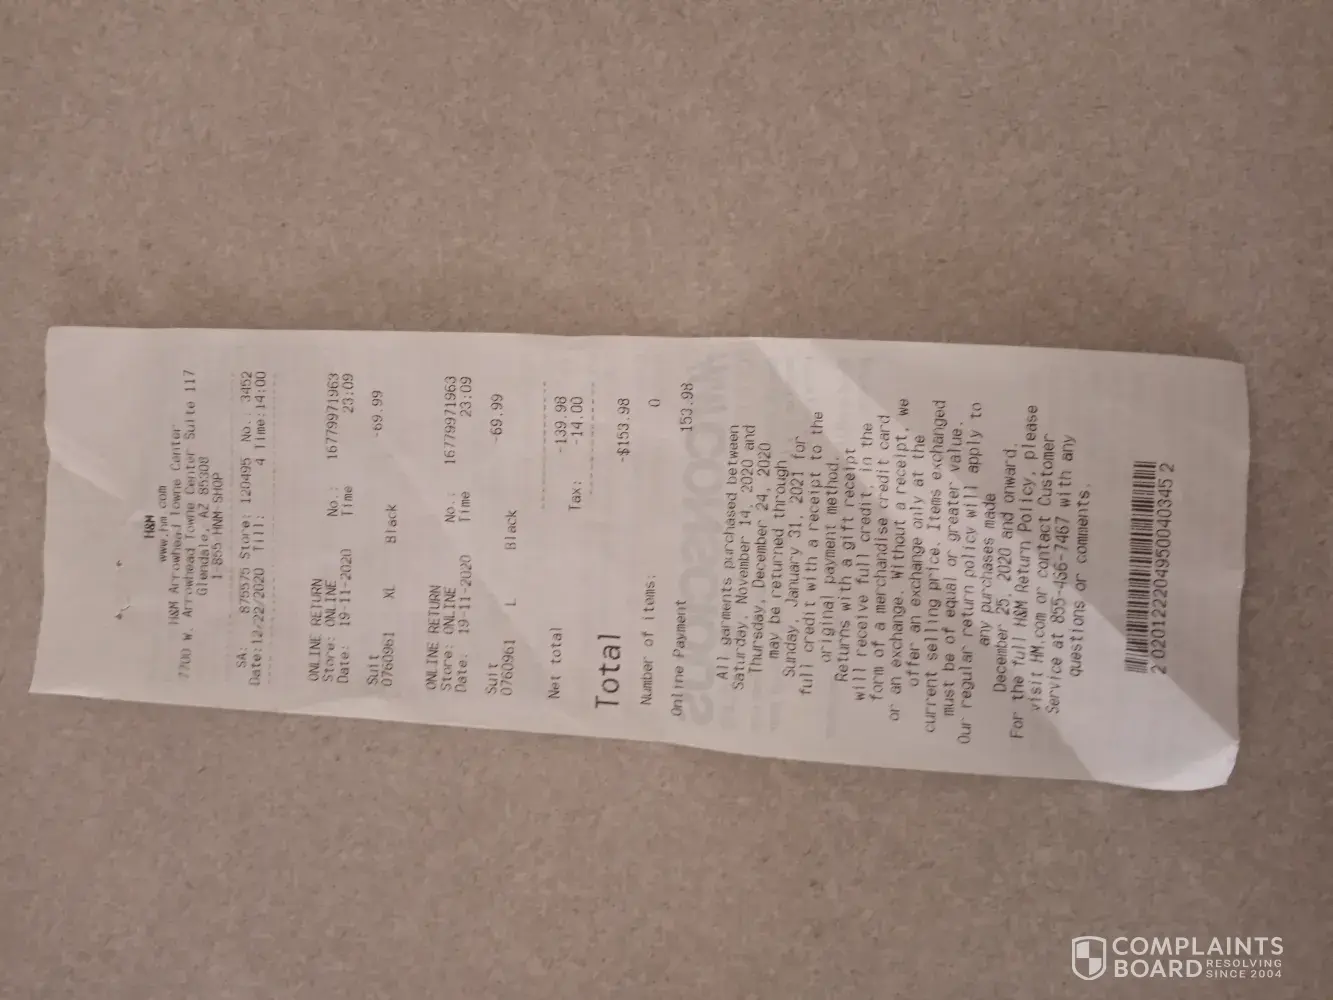 H&M
www.hm.com
H&M Arrowhead Towne Center
7700 W. Arrowhead Towne Center Suite 117
Glendale, AZ 85308
1-855-HNM-SHOP
SA: 875575 Store: 120495 No.: 3452
Date:12/22/2020 Till: 4 Time:14:00
ONLINE RETURN
Store: ONLINE No.: 16779971963
Date: 19-11-2020 Time 23:09
Suit -69.99
0760961 XL Black
ONLINE RETURN
Store: ONLINE No.: 16779971963
Date: 19-11-2020 Time 23:09
Suit -69.99
0760961 L Black
Net total -139.98
Tax: -14.00
Total -$153.98
Number of items: 0
Online Payment 153.98
All garments purchased between
Saturday, November 14, 2020 and
Thursday, December 24, 2020
may be returned through
Sunday, January 31, 2021 for
full credit with a receipt to the
original payment method.
Returns with a gift receipt
will receive full credit, in the
form of a merchandise credit card
or an exchange. Without a receipt, we
offer an exchange only at the
current selling price. Items exchanged
must be of equal or greater value.
Our regular return policy will apply to
any purchases made
December 25, 2020 and onward.
For the full H&M Return Policy, please
visit HM.com or contact Customer
Service at 855-466-7467 with any
questions or comments.
2 0201222049500403452
COMPLAINTS
BOARD RESOLVING
SINCE 2004